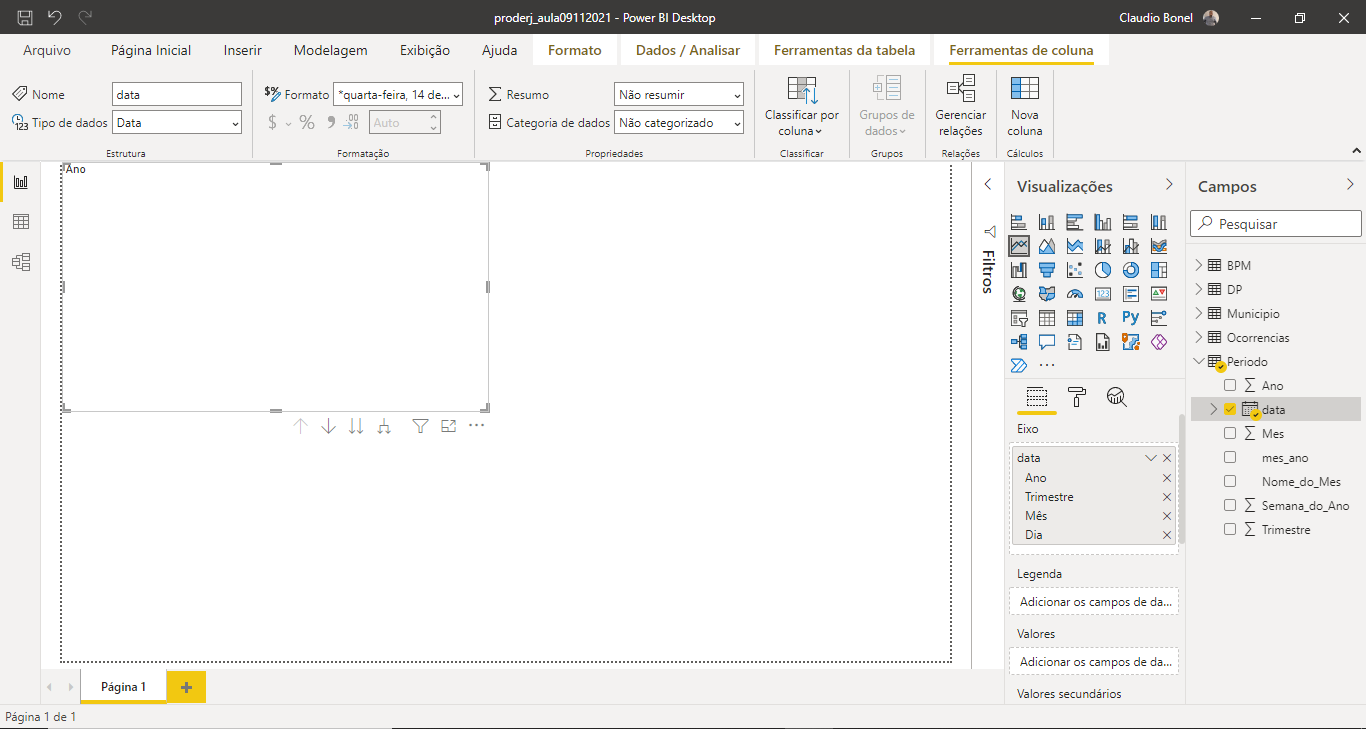 proderj_aula09112021 - Power BI Desktop
Claudio Bonel
Arquivo
Página Inicial
Inserir
Modelagem
Exibição
Ajuda
Formato
Dados / Analisar
Ferramentas da tabela
Ferramentas de coluna
Nome
data
Tipo de dados
Data
Estrutura
$% Formato
*quarta-feira, 14 de...
$
%
,00
Auto
Formatação
Resumo
Não resumir
Categoria de dados
Não categorizado
Propriedades
Classificar por
coluna
Classificar
Grupos de
dados
Grupos
Gerenciar
relações
Relações
Nova
coluna
Cálculos
Ano
Filtros
Visualizações
123
R
Py
Eixo
data
Ano
Trimestre
Mês
Dia
Legenda
Adicionar os campos de da...
Valores
Adicionar os campos de da...
Valores secundários
Campos
Pesquisar
BPM
DP
Municipio
Ocorrencias
Periodo
Ano
data
Mes
mes_ano
Nome_do_Mes
Semana_do_Ano
Trimestre
Página 1
Página 1 de 1